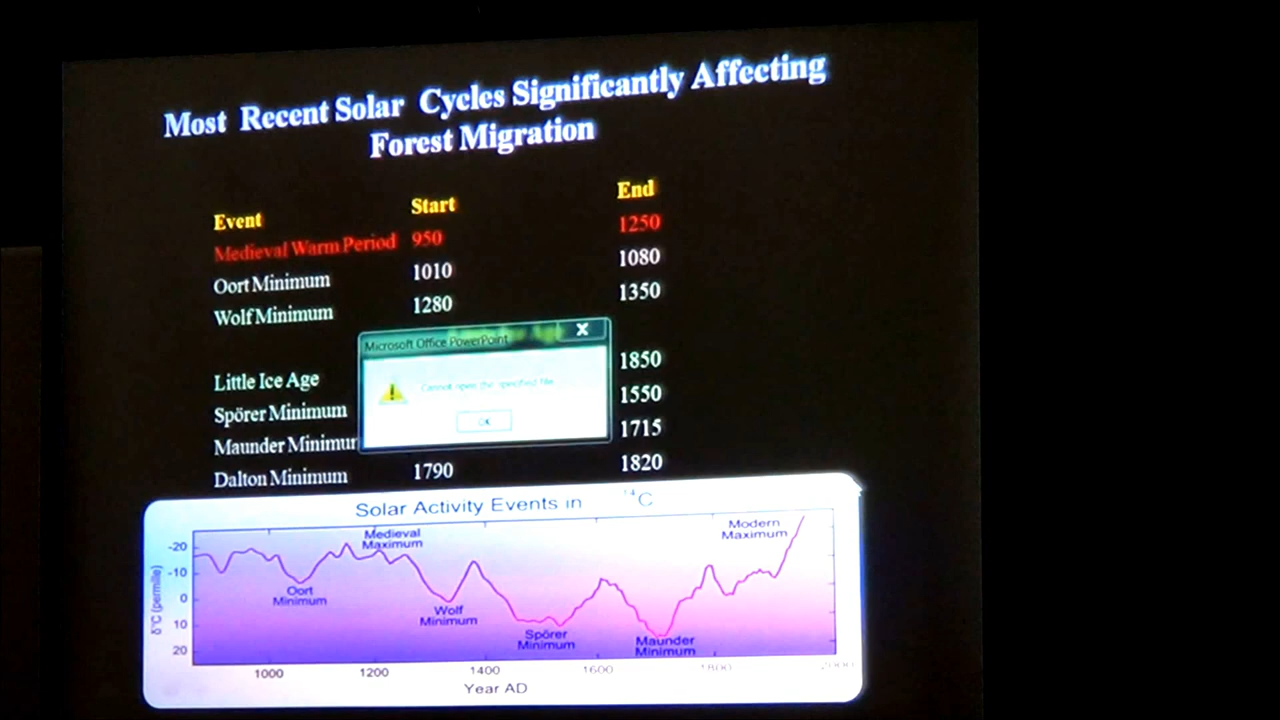 Most Recent Solar Cycles Significantly Affecting
Forest Migration
Event Start End
Medieval Warm Period 950 1250
Oort Minimum 1010 1080
Wolf Minimum 1280 1350
Microsoft Office PowerPoint X
Cannot open the specified file.
OK
Little Ice Age 1850
Spörer Minimum 1550
Maunder Minimum 1715
Dalton Minimum 1790 1820
Solar Activity Events in ¹⁴C
Medieval
Maximum
Modern
Maximum
Oort
Minimum
Wolf
Minimum
Spörer
Minimum
Maunder
Minimum
δ¹⁴C (permille)
-20
-10
0
10
20
1000 1200 1400 1600 1800 2000
Year AD